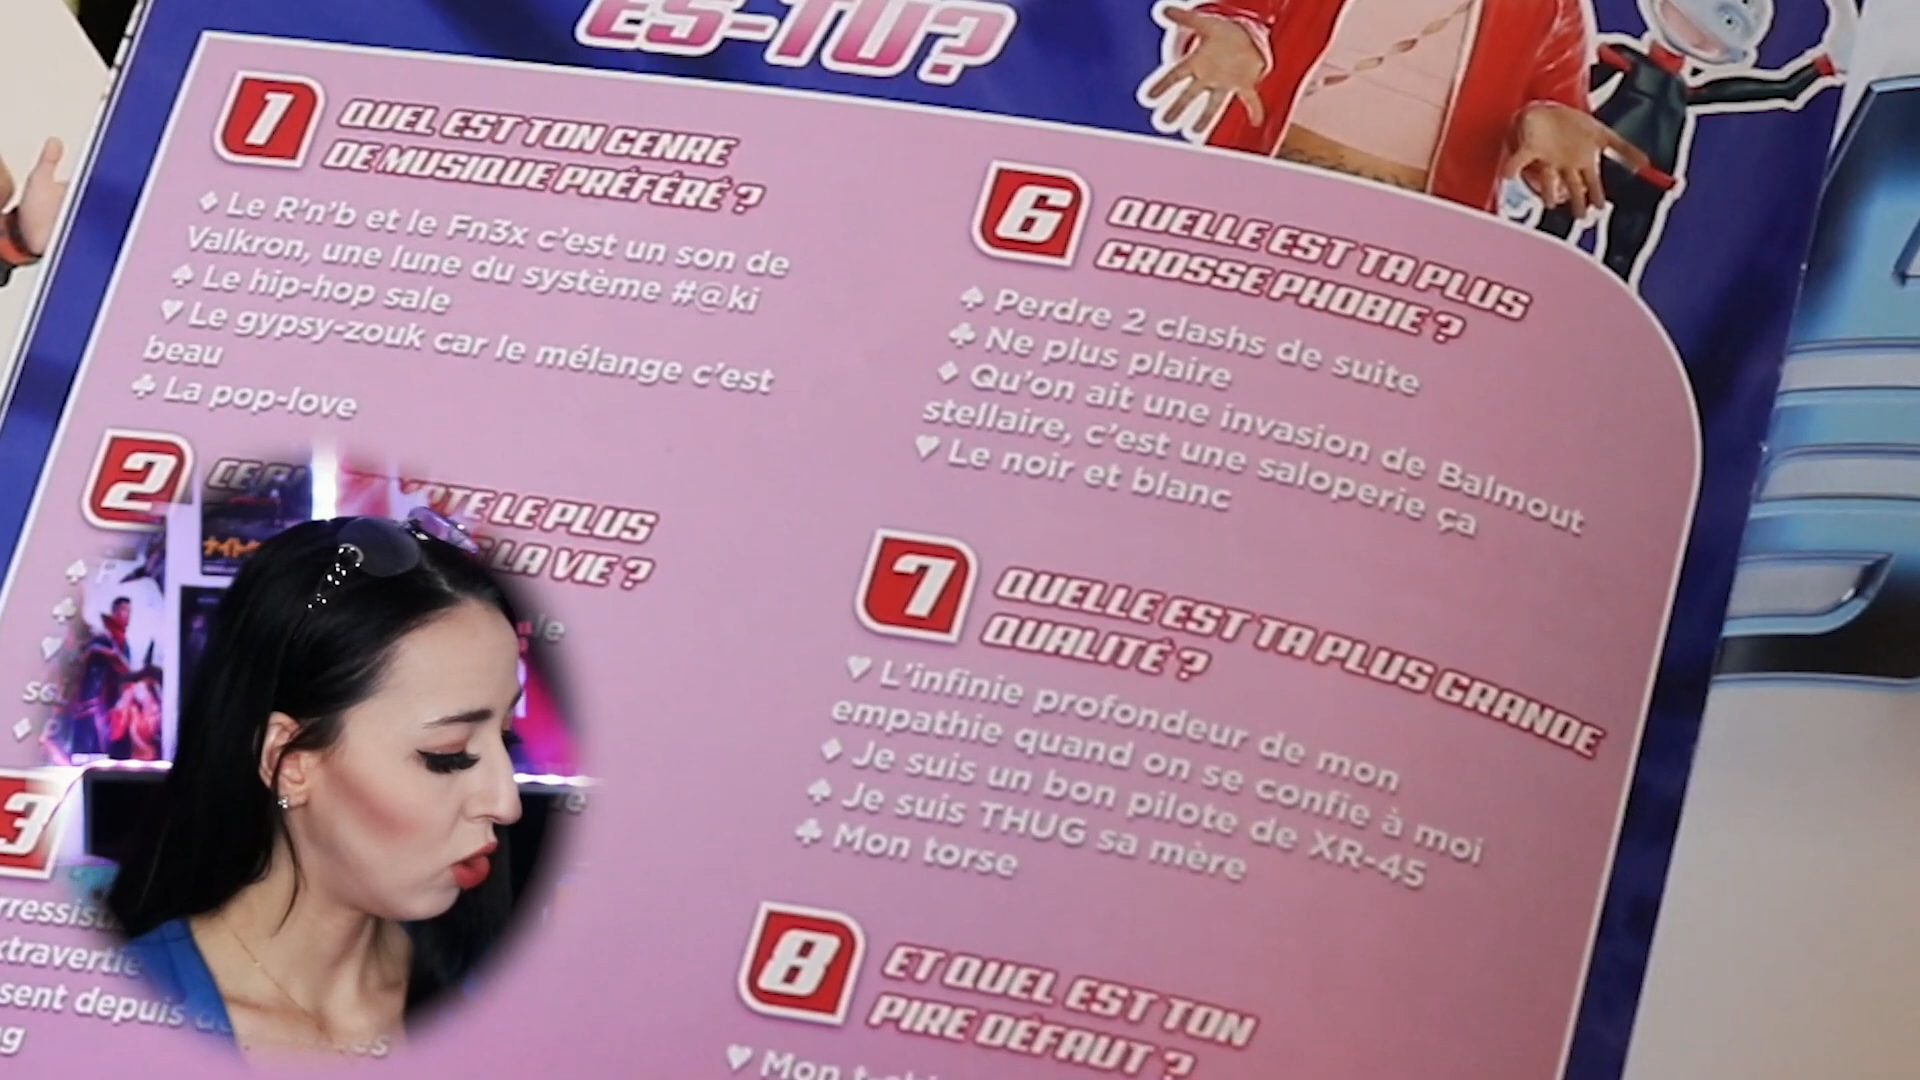 ES-TU?
1
QUEL EST TON GENRE
DE MUSIQUE PRÉFÉRÉ ?
♦ Le R'n'b et le Fn3x c'est un son de
Valkron, une lune du système #@ki
♠ Le hip-hop sale
♥ Le gypsy-zouk car le mélange c'est
beau
♣ La pop-love
2
LE PLUS
LA VIE ?
3
sent depuis
6
QUELLE EST TA PLUS
GROSSE PHOBIE ?
♠ Perdre 2 clashs de suite
♣ Ne plus plaire
♦ Qu'on ait une invasion de Balmout
stellaire, c'est une saloperie ça
♥ Le noir et blanc
7
QUELLE EST TA PLUS GRANDE
QUALITÉ ?
♥ L'infinie profondeur de mon
empathie quand on se confie à moi
♦ Je suis un bon pilote de XR-45
♠ Je suis THUG sa mère
♣ Mon torse
8
ET QUEL EST TON
PIRE DÉFAUT ?
♥ Mon